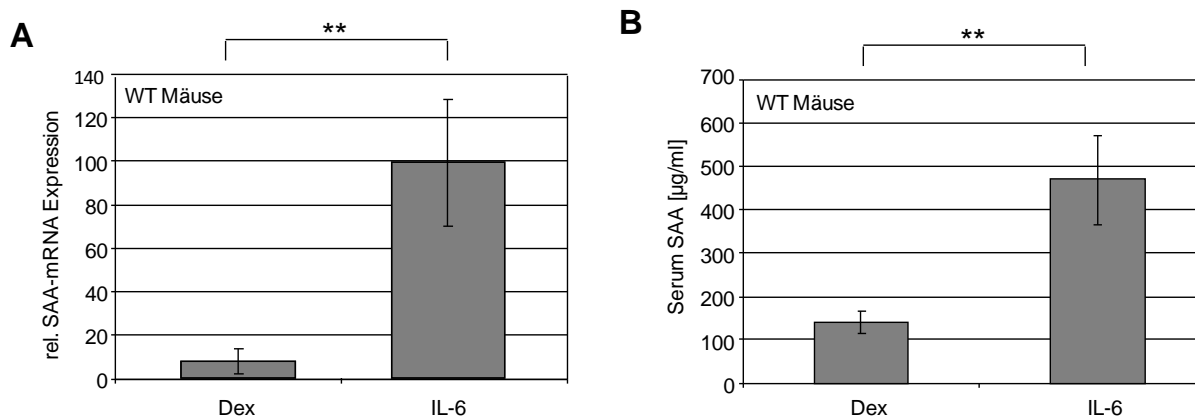 A
**
rel. SAA-mRNA Expression
140
120
100
80
60
40
20
0
WT Mäuse
Dex IL-6
B
**
Serum SAA [µg/ml]
700
600
500
400
300
200
100
0
WT Mäuse
Dex IL-6